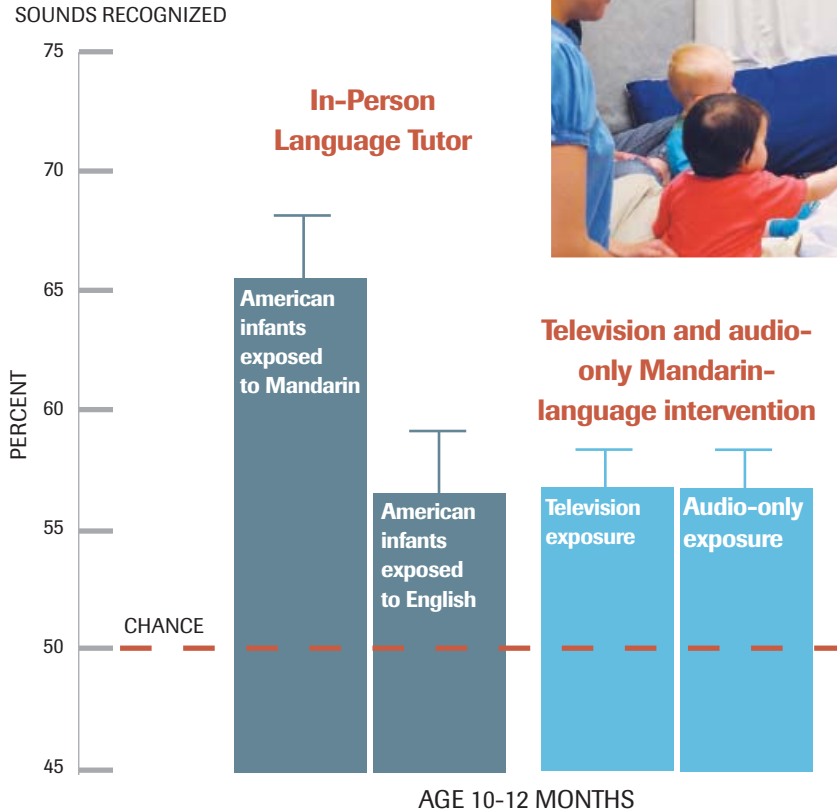 SOUNDS RECOGNIZED
75
70
65
60
55
50
45
PERCENT
In-Person
Language Tutor
American
infants
exposed
to Mandarin
American
infants
exposed
to English
Television and audio-
only Mandarin-
language intervention
Television
exposure
Audio-only
exposure
CHANCE
AGE 10-12 MONTHS